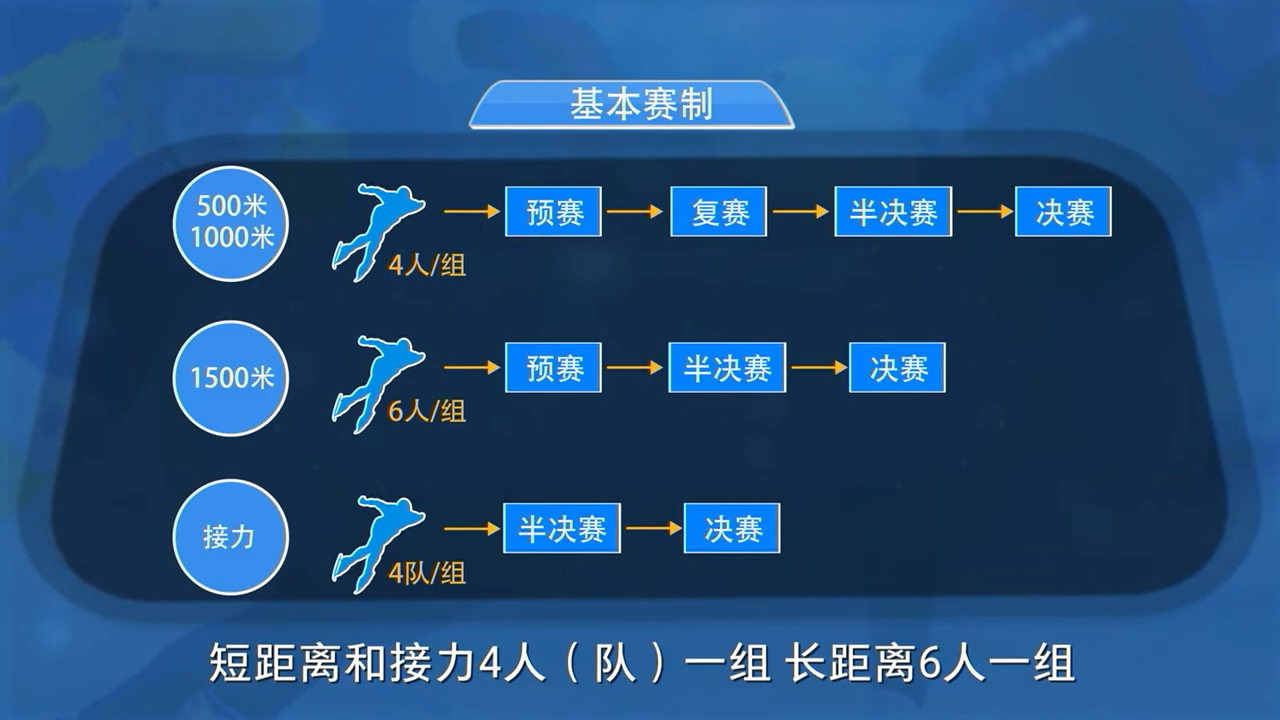 基本赛制
500米
1000米
4人/组
预赛
复赛
半决赛
决赛
1500米
6人/组
预赛
半决赛
决赛
接力
4队/组
半决赛
决赛
短距离和接力4人（队）一组 长距离6人一组